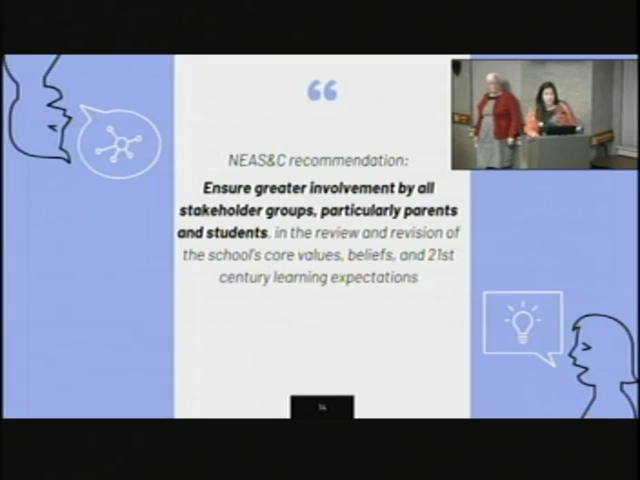 “
NEAS&C recommendation:
Ensure greater involvement by all
stakeholder groups, particularly parents
and students, in the review and revision of
the school's core values, beliefs, and 21st
century learning expectations
14